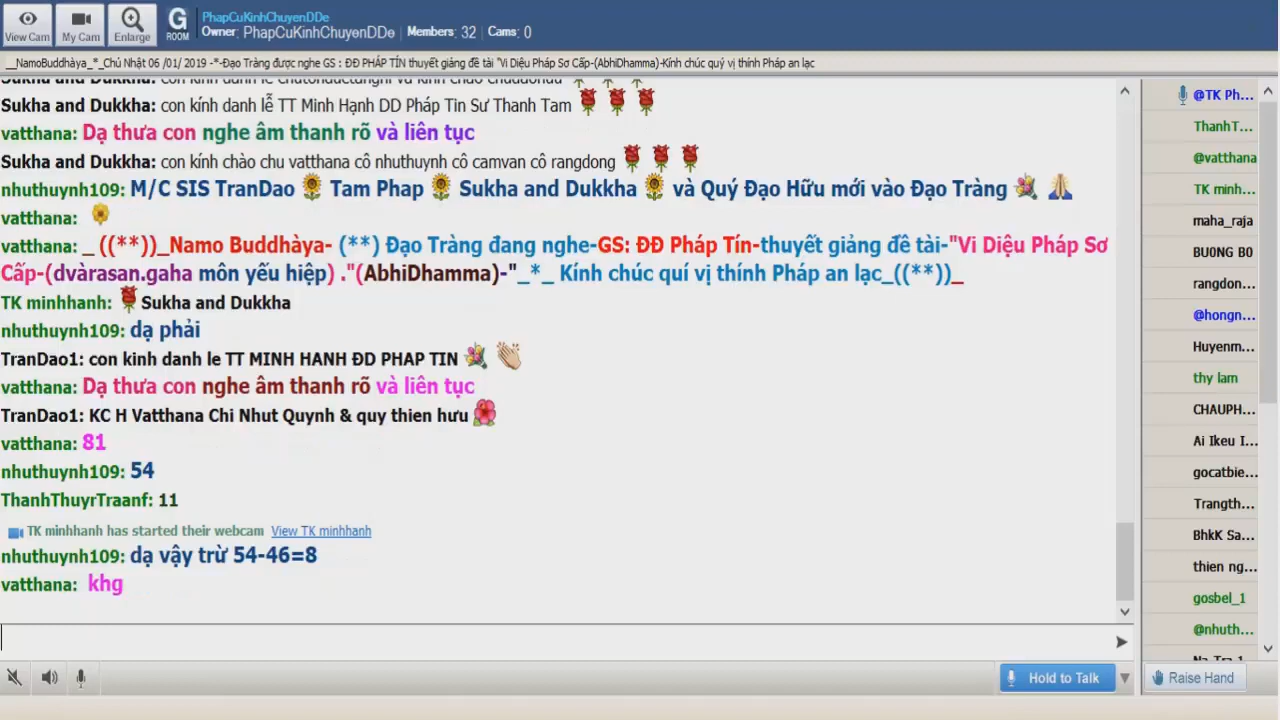 PhapCuKinhChuyenDDe
View Cam
My Cam
Enlarge
G
ROOM
Owner: PhapCuKinhChuyenDDe | Members: 32 | Cams: 0
__NamoBuddhàya_*_Chủ Nhật 06 /01/ 2019 -*-Đạo Tràng được nghe GS : ĐĐ PHÁP TÍN thuyết giảng đề tài "Vi Diệu Pháp Sơ Cấp-(AbhiDhamma)-Kính chúc quý vị thính Pháp an lạc
Sukha and Dukkha: con kính danh lễ TT Minh Hạnh DD Pháp Tin Sư Thanh Tam
vatthana: Dạ thưa con nghe âm thanh rõ và liên tục
Sukha and Dukkha: con kính chào chu vatthana cô nhuthuynh cô camvan cô rangdong
nhuthuynh109: M/C SIS TranDao Tam Phap Sukha and Dukkha và Quý Đạo Hữu mới vào Đạo Tràng
vatthana:
vatthana: _ ((**))_Namo Buddhàya- (**) Đạo Tràng đang nghe-GS: ĐĐ Pháp Tín-thuyết giảng đề tài-"Vi Diệu Pháp Sơ
Cấp-(dvàrasan.gaha môn yếu hiệp) ."(AbhiDhamma)-"_*_ Kính chúc quí vị thính Pháp an lạc_((**))_
TK minhhanh: Sukha and Dukkha
nhuthuynh109: dạ phải
TranDao1: con kinh danh le TT MINH HANH ĐD PHAP TIN
vatthana: Dạ thưa con nghe âm thanh rõ và liên tục
TranDao1: KC H Vatthana Chi Nhut Quynh & quy thien hưu
vatthana: 81
nhuthuynh109: 54
ThanhThuyrTraanf: 11
TK minhhanh has started their webcam View TK minhhanh
nhuthuynh109: dạ vậy trừ 54-46=8
vatthana: khg
@TK Ph...
ThanhT...
@vatthana
TK minh...
maha_raja
BU0NG B0
rangdon...
@hongn...
Huyenm...
thy lam
CHAUPH...
Ai Ikeu I...
gocatbie...
Trangth...
BhkK Sa...
thien ng...
gosbel_1
@nhuth...
Hold to Talk
Raise Hand